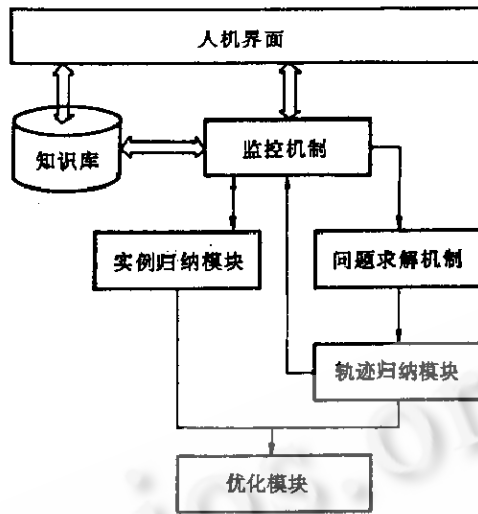 人机界面
知识库
监控机制
实例归纳模块
问题求解机制
轨迹归纳模块
优化模块